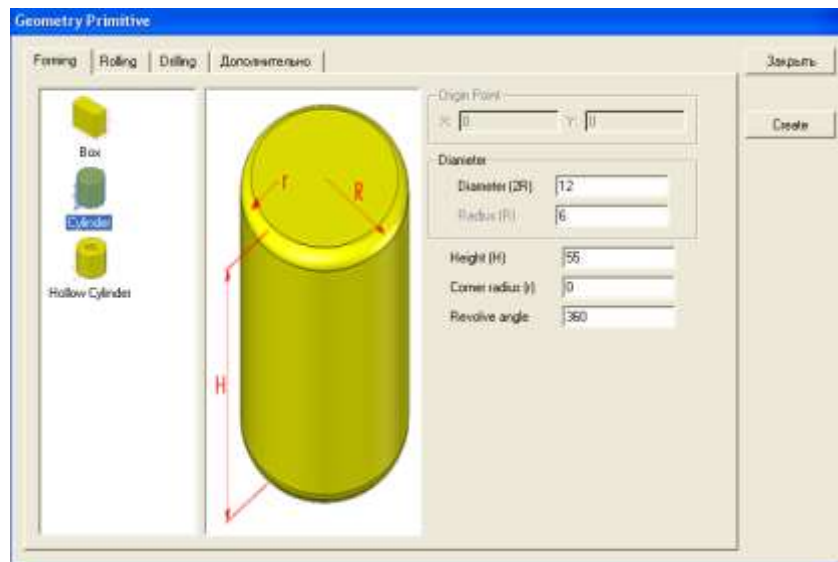 Geometry Primitive
Forming Rolling Drilling Дополнительно
Закрыть
Create
Box
Cylinder
Hollow Cylinder
r R
H
Origin Point
X: 0 Y: 0
Diameter
Diameter (2R) 12
Radius (R) 6
Height (H) 55
Corner radius (r) 0
Revolve angle 360